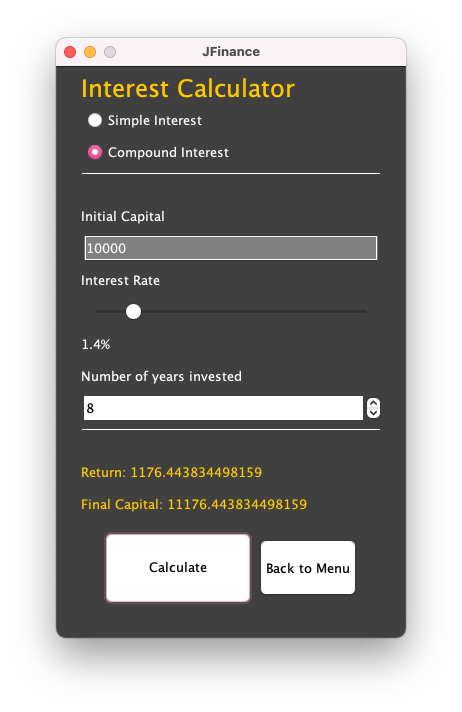 JFinance
Interest Calculator
Simple Interest
Compound Interest
Initial Capital
10000
Interest Rate
1.4%
Number of years invested
8
Return: 1176.443834498159
Final Capital: 11176.443834498159
Calculate
Back to Menu